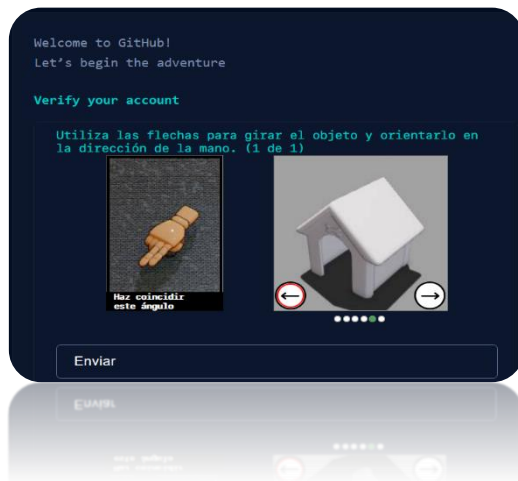 Welcome to GitHub!
Let's begin the adventure
Verify your account
Utiliza las flechas para girar el objeto y orientarlo en
la dirección de la mano. (1 de 1)
Haz coincidir
este ángulo
Enviar